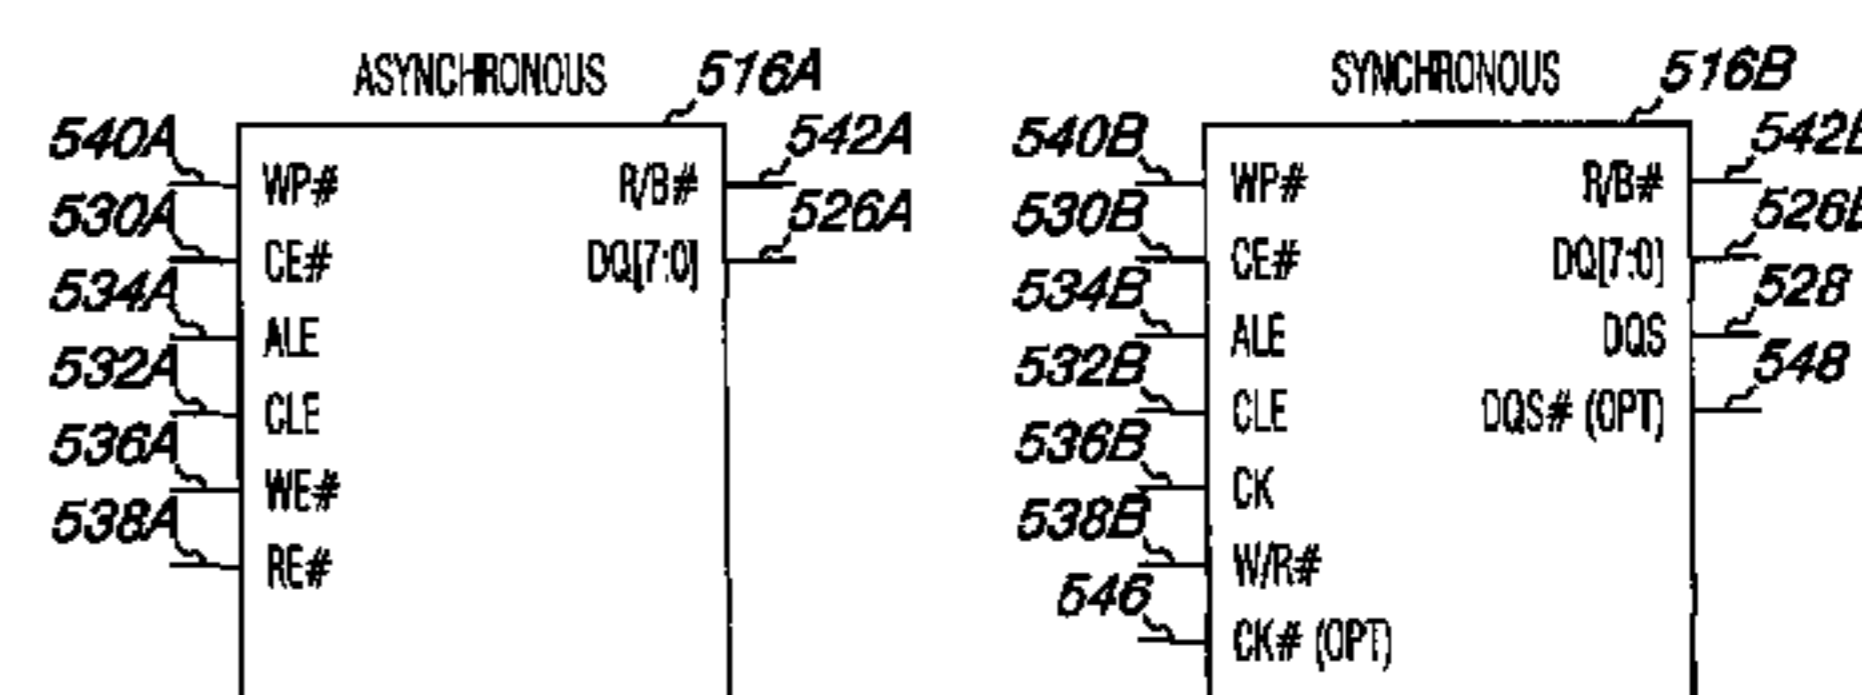 ASYNCHRONOUS 516A
540A WP# R/B# 542A
530A CE# DQ[7:0] 526A
534A ALE
532A CLE
536A WE#
538A RE#
SYNCHRONOUS 516B
540B WP# R/B# 542B
530B CE# DQ[7:0] 526B
534B ALE DQS 528
532B CLE DQS# (OPT) 548
536B CK
538B W/R#
546 CK# (OPT)